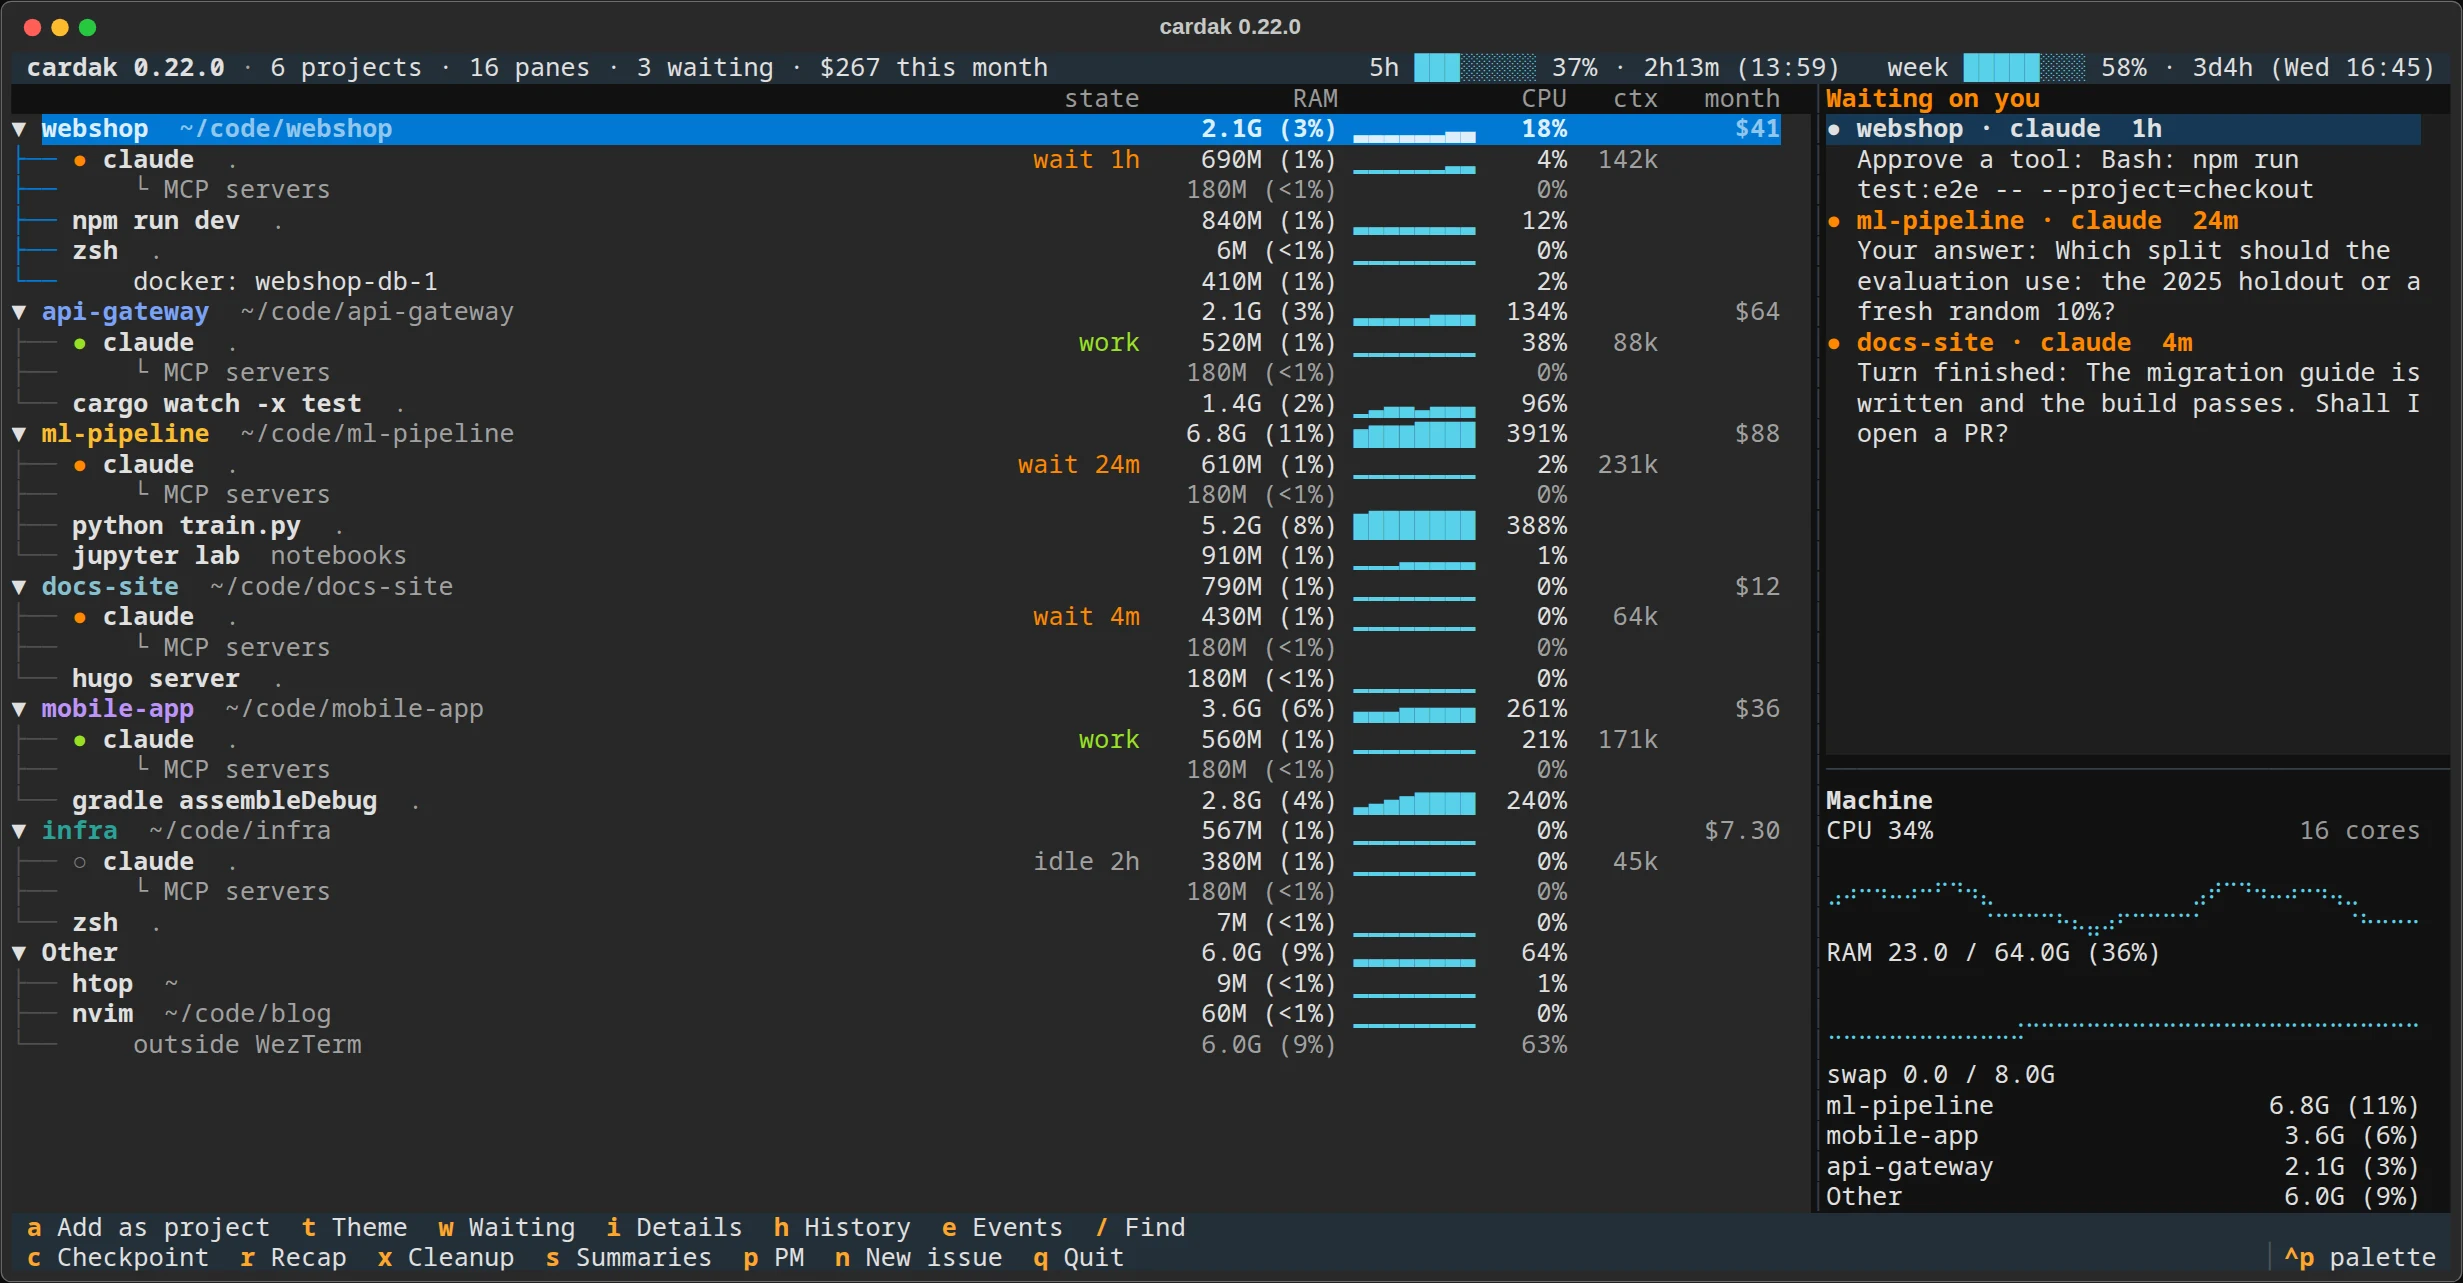 cardak 0.22.0
cardak 0.22.0 · 6 projects · 16 panes · 3 waiting · $267 this month 5h 37% · 2h13m (13:59) week 58% · 3d4h (Wed 16:45)
state RAM CPU ctx month
▼ webshop ~/code/webshop 2.1G (3%) 18% $41
● claude . wait 1h 690M (1%) 4% 142k
└ MCP servers 180M (<1%) 0%
npm run dev . 840M (1%) 12%
zsh . 6M (<1%) 0%
docker: webshop-db-1 410M (1%) 2%
▼ api-gateway ~/code/api-gateway 2.1G (3%) 134% $64
● claude . work 520M (1%) 38% 88k
└ MCP servers 180M (<1%) 0%
cargo watch -x test . 1.4G (2%) 96%
▼ ml-pipeline ~/code/ml-pipeline 6.8G (11%) 391% $88
● claude . wait 24m 610M (1%) 2% 231k
└ MCP servers 180M (<1%) 0%
python train.py . 5.2G (8%) 388%
jupyter lab notebooks 910M (1%) 1%
▼ docs-site ~/code/docs-site 790M (1%) 0% $12
● claude . wait 4m 430M (1%) 0% 64k
└ MCP servers 180M (<1%) 0%
hugo server . 180M (<1%) 0%
▼ mobile-app ~/code/mobile-app 3.6G (6%) 261% $36
● claude . work 560M (1%) 21% 171k
└ MCP servers 180M (<1%) 0%
gradle assembleDebug . 2.8G (4%) 240%
▼ infra ~/code/infra 567M (1%) 0% $7.30
○ claude . idle 2h 380M (1%) 0% 45k
└ MCP servers 180M (<1%) 0%
zsh . 7M (<1%) 0%
▼ Other 6.0G (9%) 64%
htop ~ 9M (<1%) 1%
nvim ~/code/blog 60M (<1%) 0%
outside WezTerm 6.0G (9%) 63%
Waiting on you
● webshop · claude 1h
Approve a tool: Bash: npm run
test:e2e -- --project=checkout
● ml-pipeline · claude 24m
Your answer: Which split should the
evaluation use: the 2025 holdout or a
fresh random 10%?
● docs-site · claude 4m
Turn finished: The migration guide is
written and the build passes. Shall I
open a PR?
Machine
CPU 34% 16 cores
RAM 23.0 / 64.0G (36%)
swap 0.0 / 8.0G
ml-pipeline 6.8G (11%)
mobile-app 3.6G (6%)
api-gateway 2.1G (3%)
Other 6.0G (9%)
a Add as project t Theme w Waiting i Details h History e Events / Find
c Checkpoint r Recap x Cleanup s Summaries p PM n New issue q Quit ^p palette